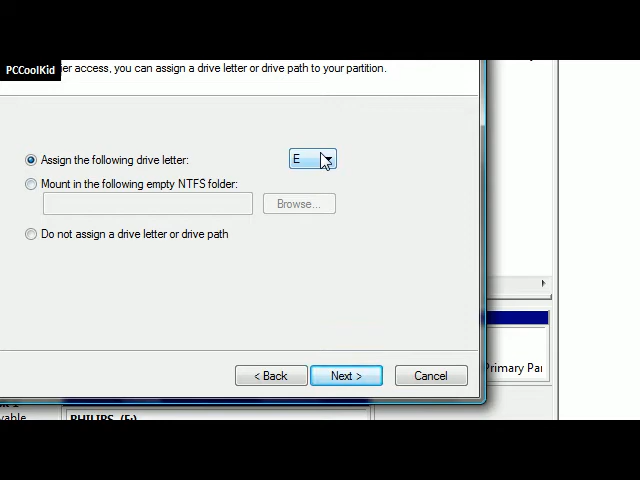 PCCoolKid
ier access, you can assign a drive letter or drive path to your partition.
Assign the following drive letter:
E
Mount in the following empty NTFS folder:
Browse...
Do not assign a drive letter or drive path
< Back
Next >
Cancel
Primary Par
vable
PHILIPS (F:)